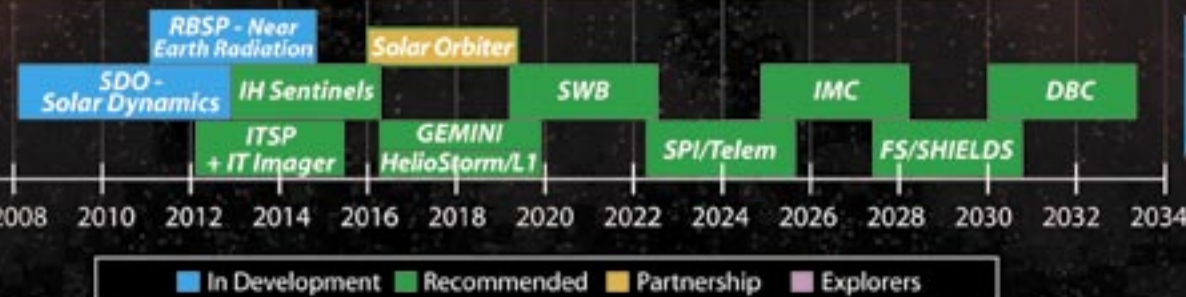 RBSP - Near
Earth Radiation
Solar Orbiter
SDO -
Solar Dynamics
IH Sentinels
SWB
IMC
DBC
ITSP
+ IT Imager
GEMINI
HelioStorm/L1
SPI/Telem
FS/SHIELDS
2008 2010 2012 2014 2016 2018 2020 2022 2024 2026 2028 2030 2032 2034
In Development Recommended Partnership Explorers